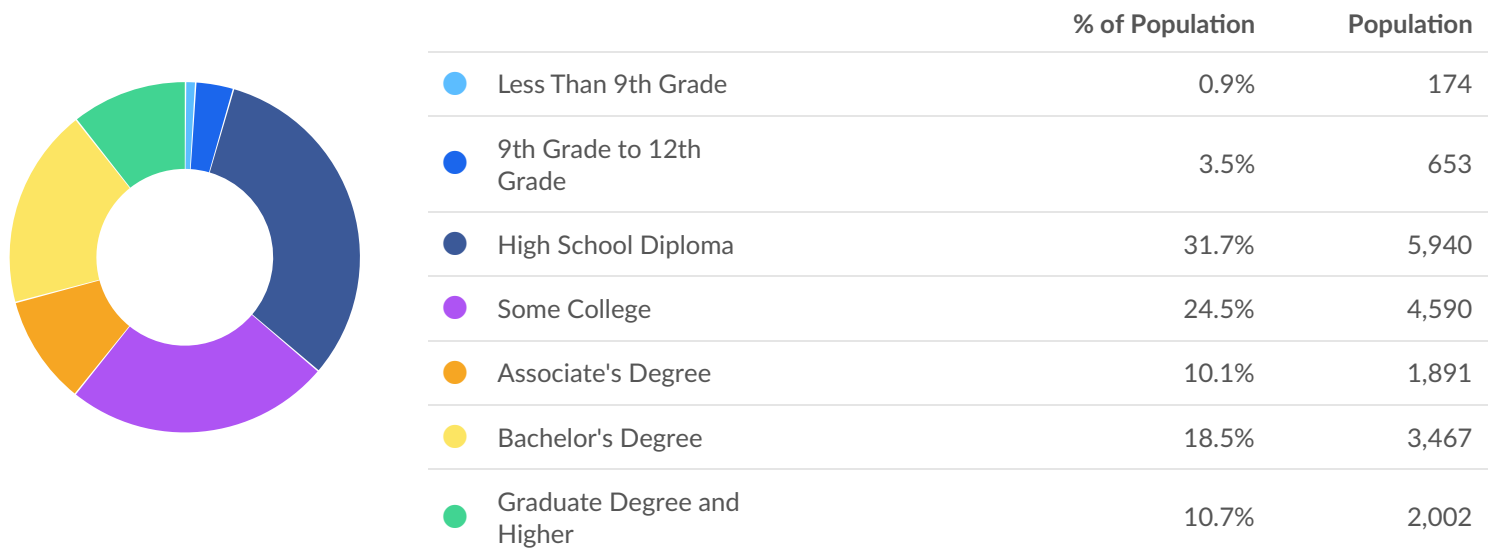 % of Population Population
Less Than 9th Grade 0.9% 174
9th Grade to 12th
Grade 3.5% 653
High School Diploma 31.7% 5,940
Some College 24.5% 4,590
Associate's Degree 10.1% 1,891
Bachelor's Degree 18.5% 3,467
Graduate Degree and
Higher 10.7% 2,002